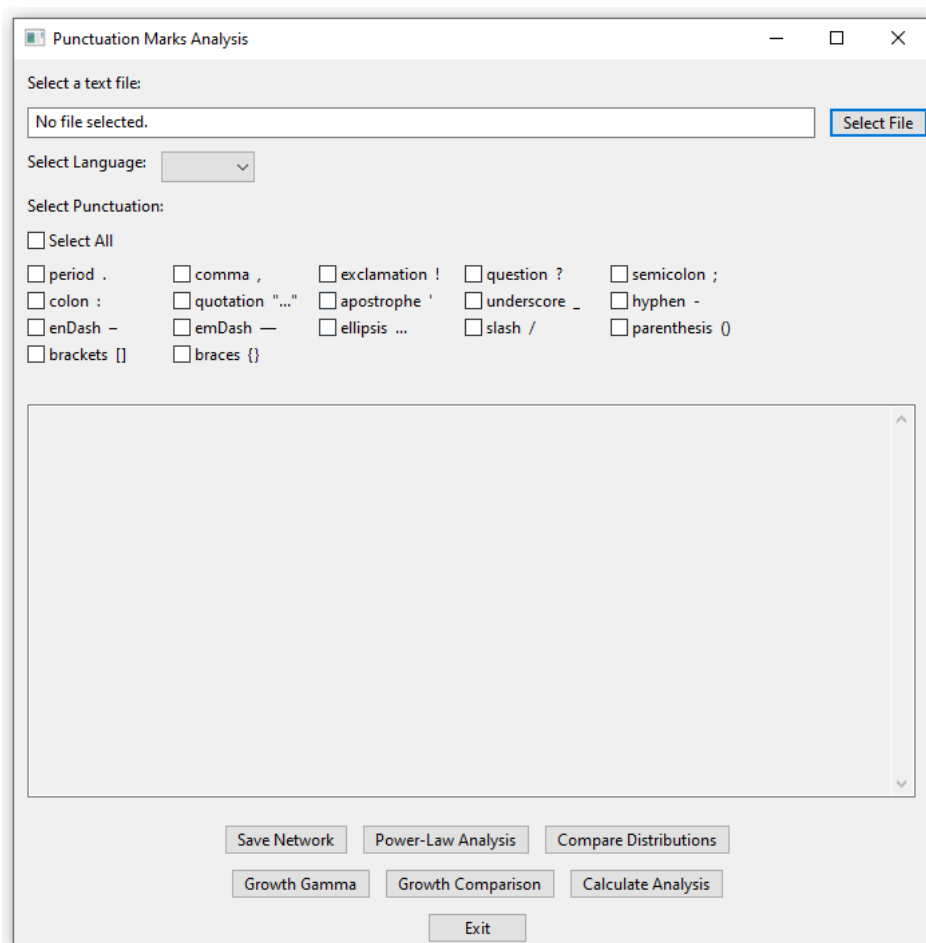 Punctuation Marks Analysis
Select a text file:
No file selected. Select File
Select Language:
Select Punctuation:
Select All
period . comma , exclamation ! question ? semicolon ;
colon : quotation "..." apostrophe ' underscore _ hyphen -
enDash – emDash — ellipsis ... slash / parenthesis ()
brackets [] braces {}
Save Network Power-Law Analysis Compare Distributions
Growth Gamma Growth Comparison Calculate Analysis
Exit